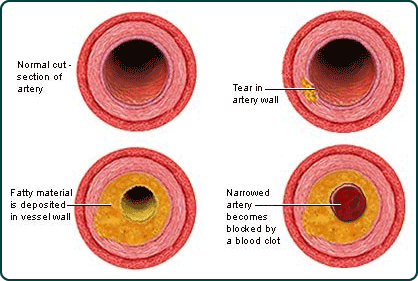 Normal cut -
section of
artery
Tear in
artery wall
Fatty material
is deposited
in vessel wall
Narrowed
artery
becomes
blocked by
a blood clot